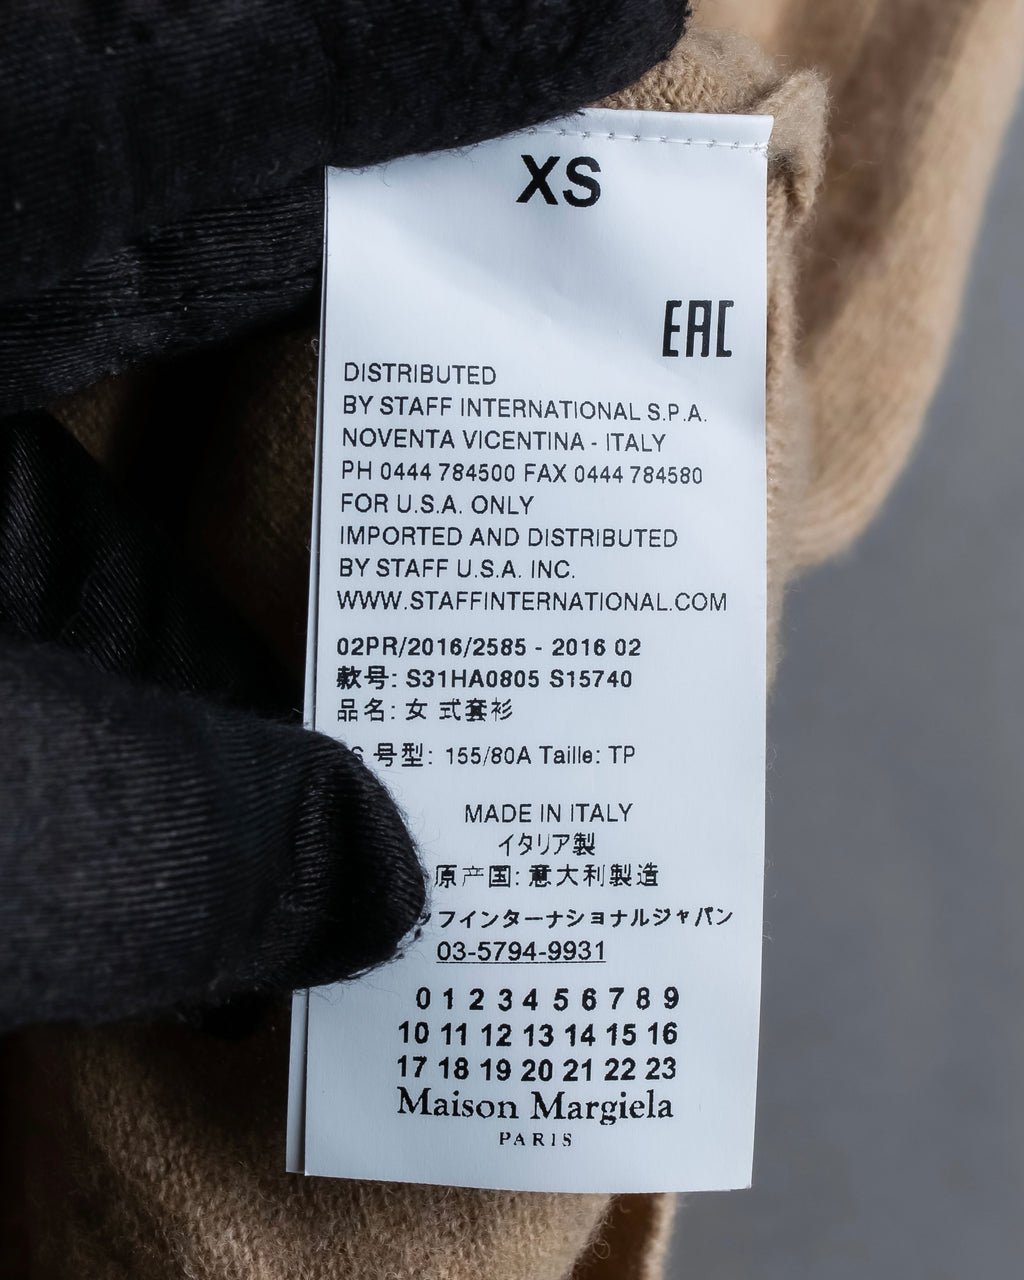 XS
EAC
DISTRIBUTED
BY STAFF INTERNATIONAL S.P.A.
NOVENTA VICENTINA - ITALY
PH 0444 784500 FAX 0444 784580
FOR U.S.A. ONLY
IMPORTED AND DISTRIBUTED
BY STAFF U.S.A. INC.
WWW.STAFFINTERNATIONAL.COM
02PR/2016/2585 - 2016 02
款号: S31HA0805 S15740
品名: 女 式套衫
号型: 155/80A Taille: TP
MADE IN ITALY
イタリア製
原产国: 意大利製造
フインターナショナルジャパン
03-5794-9931
0 1 2 3 4 5 6 7 8 9
10 11 12 13 14 15 16
17 18 19 20 21 22 23
Maison Margiela
PARIS